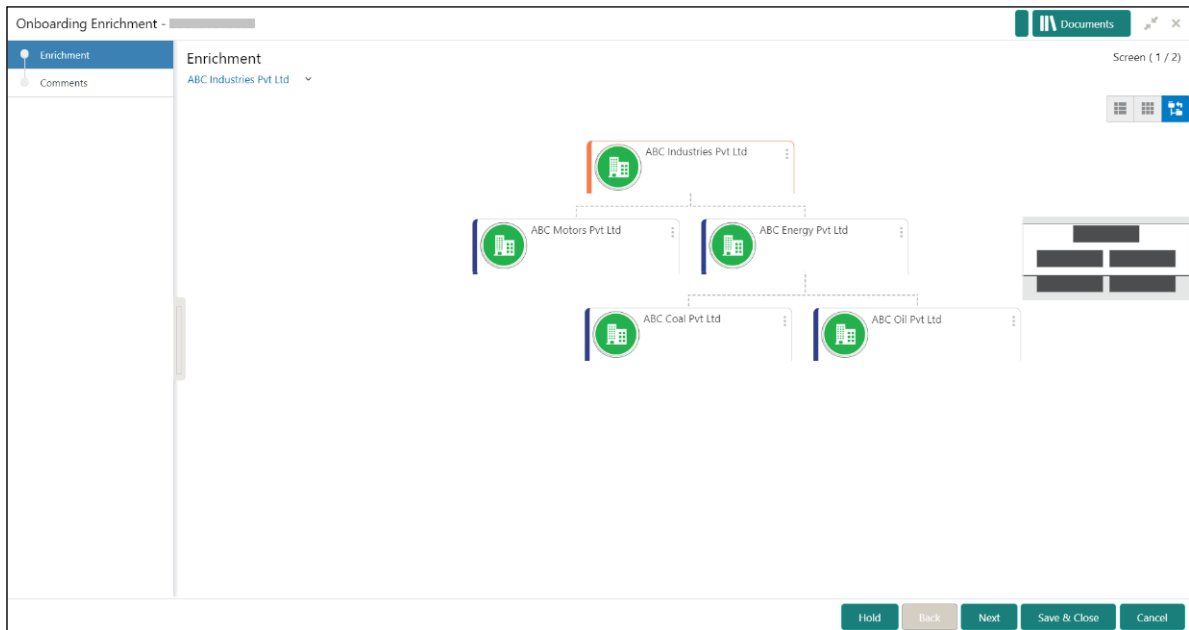 Onboarding Enrichment -
Documents
Enrichment
Comments
Enrichment
ABC Industries Pvt Ltd
Screen ( 1 / 2)
ABC Industries Pvt Ltd
ABC Motors Pvt Ltd
ABC Energy Pvt Ltd
ABC Coal Pvt Ltd
ABC Oil Pvt Ltd
Hold
Back
Next
Save & Close
Cancel